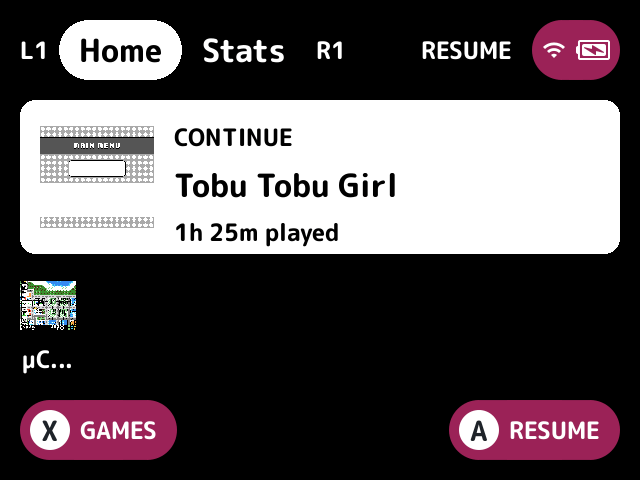 L1 Home Stats R1 RESUME
MAIN MENU
CONTINUE
Tobu Tobu Girl
1h 25m played
µC...
X GAMES
A RESUME